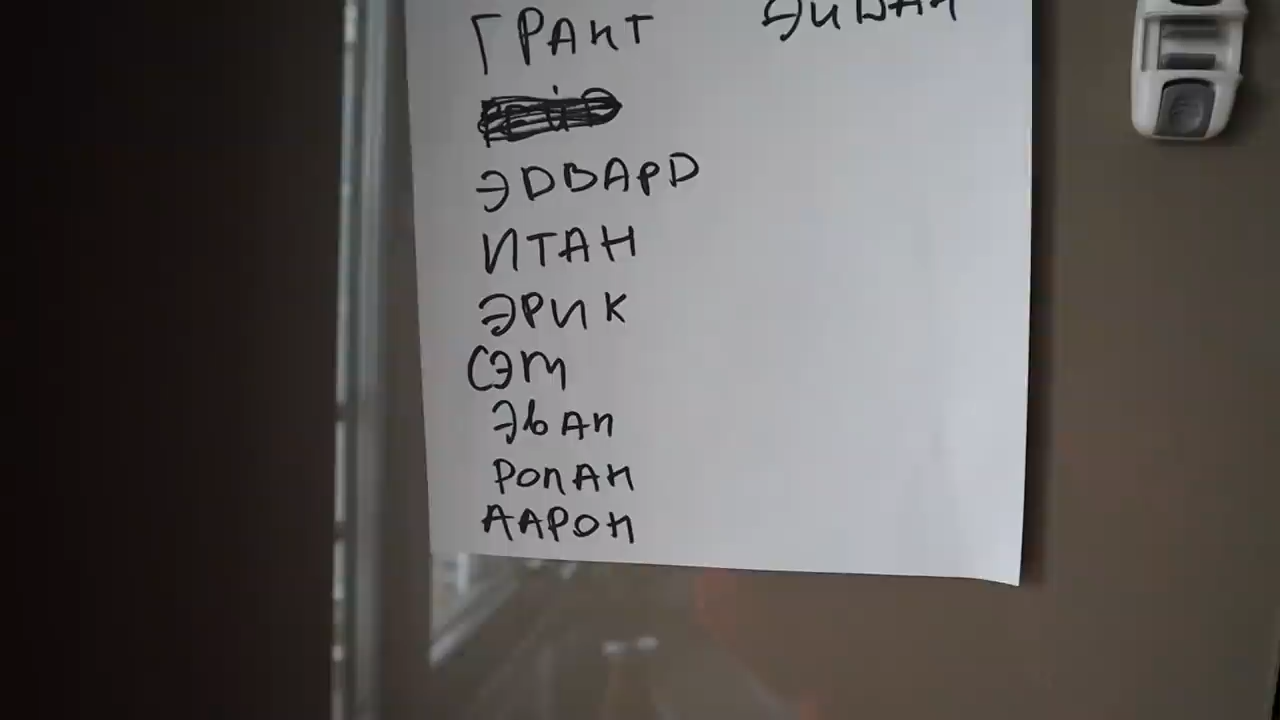 ГРАНТ
ЭДВАРД
ИТАН
ЭРИК
СЭМ
ЭВАН
РОНАН
ААРОН